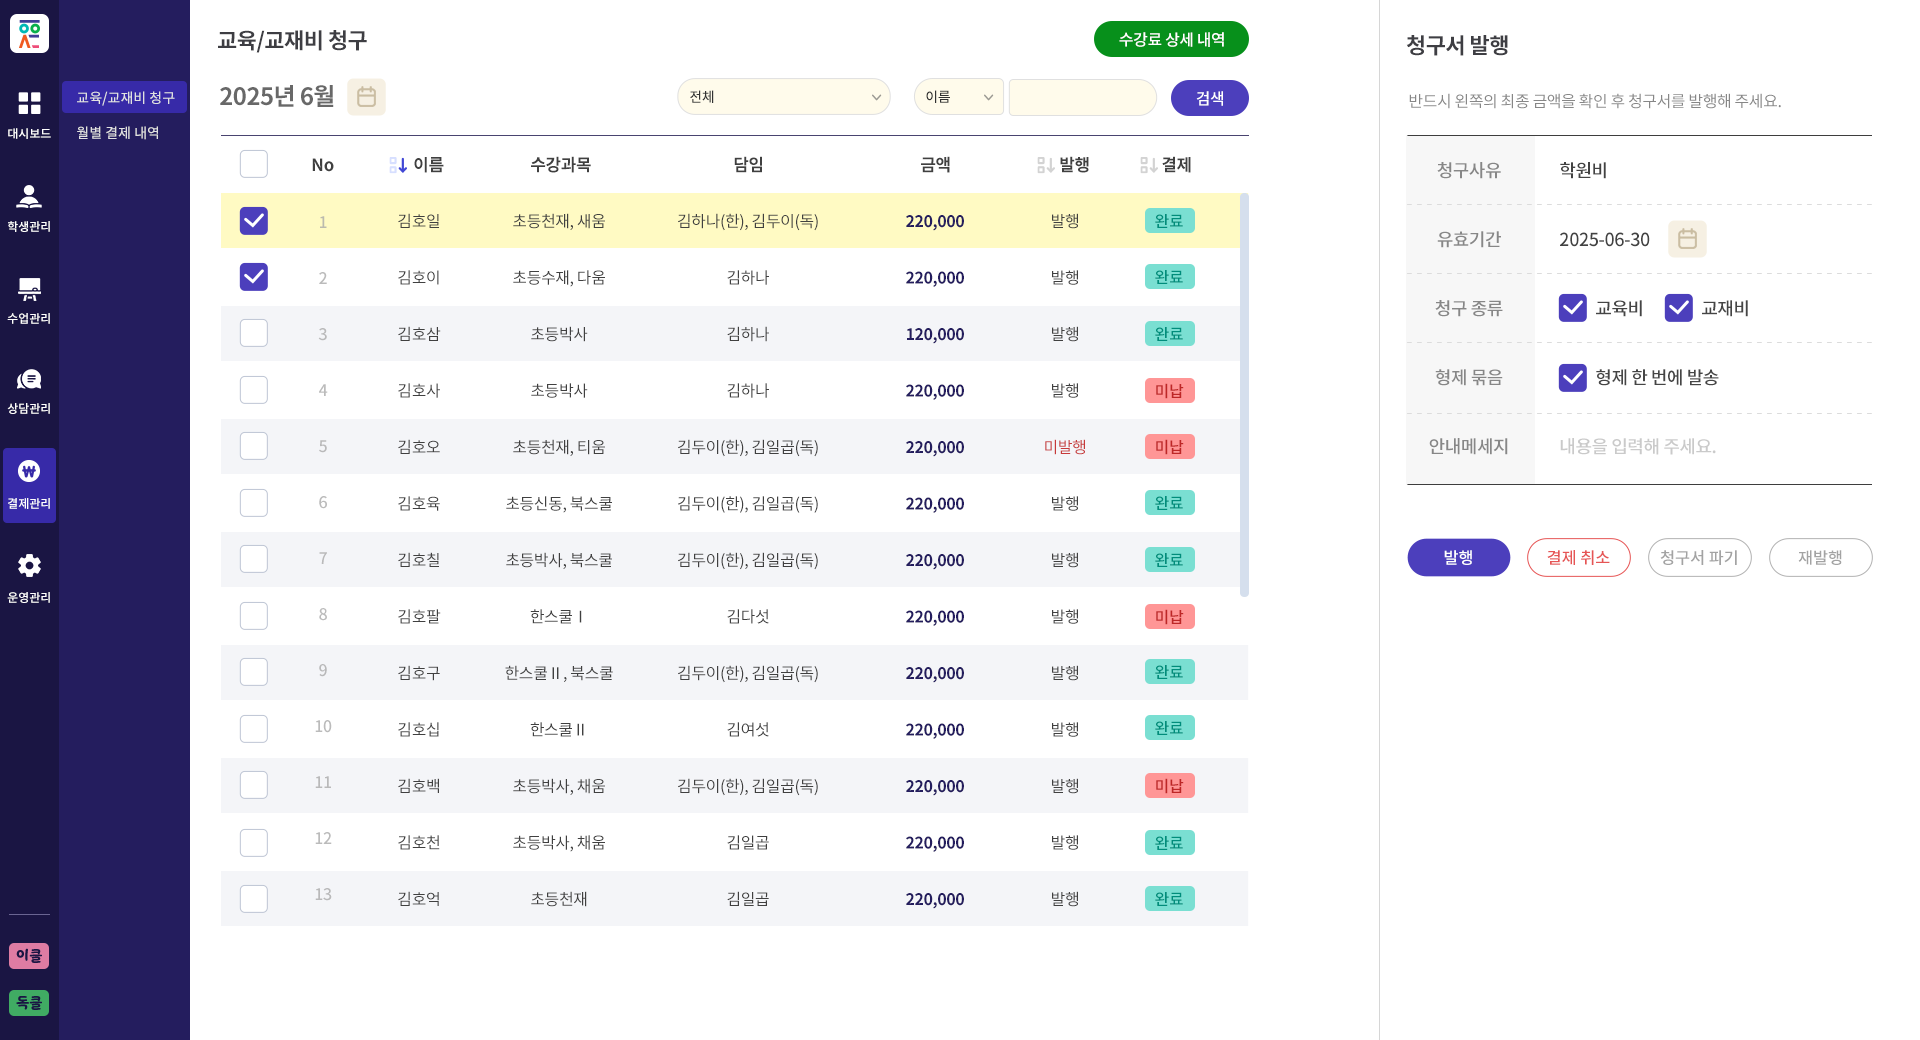 대시보드
학생관리
수업관리
상담관리
결제관리
운영관리
이클
독클
교육/교재비 청구
월별 결제 내역
교육/교재비 청구
수강료 상세 내역
2025년 6월
전체
이름
검색
No 이름 수강과목 담임 금액 발행 결제
1 김호일 초등천재, 새움 김하나(한), 김두이(독) 220,000 발행 완료
2 김호이 초등수재, 다움 김하나 220,000 발행 완료
3 김호삼 초등박사 김하나 120,000 발행 완료
4 김호사 초등박사 김하나 220,000 발행 미납
5 김호오 초등천재, 티움 김두이(한), 김일곱(독) 220,000 미발행 미납
6 김호육 초등신동, 북스쿨 김두이(한), 김일곱(독) 220,000 발행 완료
7 김호칠 초등박사, 북스쿨 김두이(한), 김일곱(독) 220,000 발행 완료
8 김호팔 한스쿨Ⅰ 김다섯 220,000 발행 미납
9 김호구 한스쿨Ⅱ, 북스쿨 김두이(한), 김일곱(독) 220,000 발행 완료
10 김호십 한스쿨Ⅱ 김여섯 220,000 발행 완료
11 김호백 초등박사, 채움 김두이(한), 김일곱(독) 220,000 발행 미납
12 김호천 초등박사, 채움 김일곱 220,000 발행 완료
13 김호억 초등천재 김일곱 220,000 발행 완료
청구서 발행
반드시 왼쪽의 최종 금액을 확인 후 청구서를 발행해 주세요.
청구사유 학원비
유효기간 2025-06-30
청구 종류 교육비 교재비
형제 묶음 형제 한 번에 발송
안내메세지 내용을 입력해 주세요.
발행 결제 취소 청구서 파기 재발행